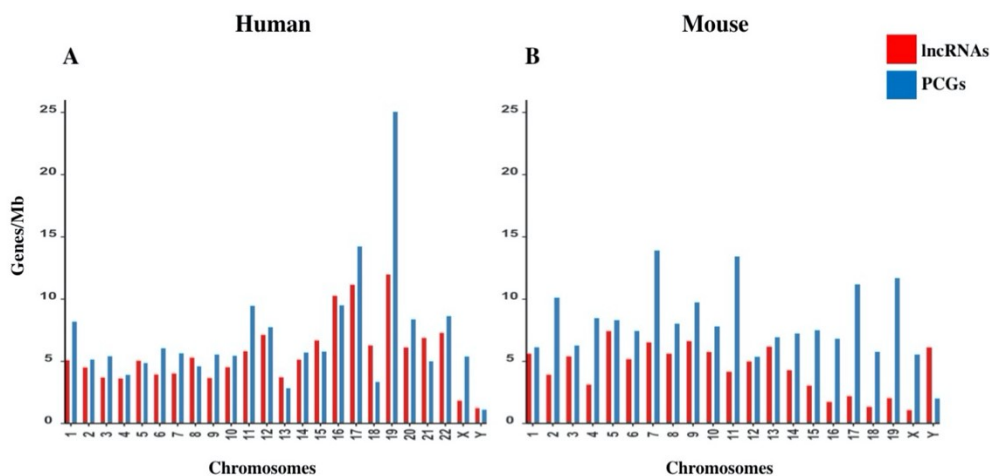 Human
Mouse
A
B
lncRNAs
PCGs
Genes/Mb
25
20
15
10
5
0
1 2 3 4 5 6 7 8 9 10 11 12 13 14 15 16 17 18 19 20 21 22 X Y
Chromosomes
25
20
15
10
5
0
1 2 3 4 5 6 7 8 9 10 11 12 13 14 15 16 17 18 19 X Y
Chromosomes